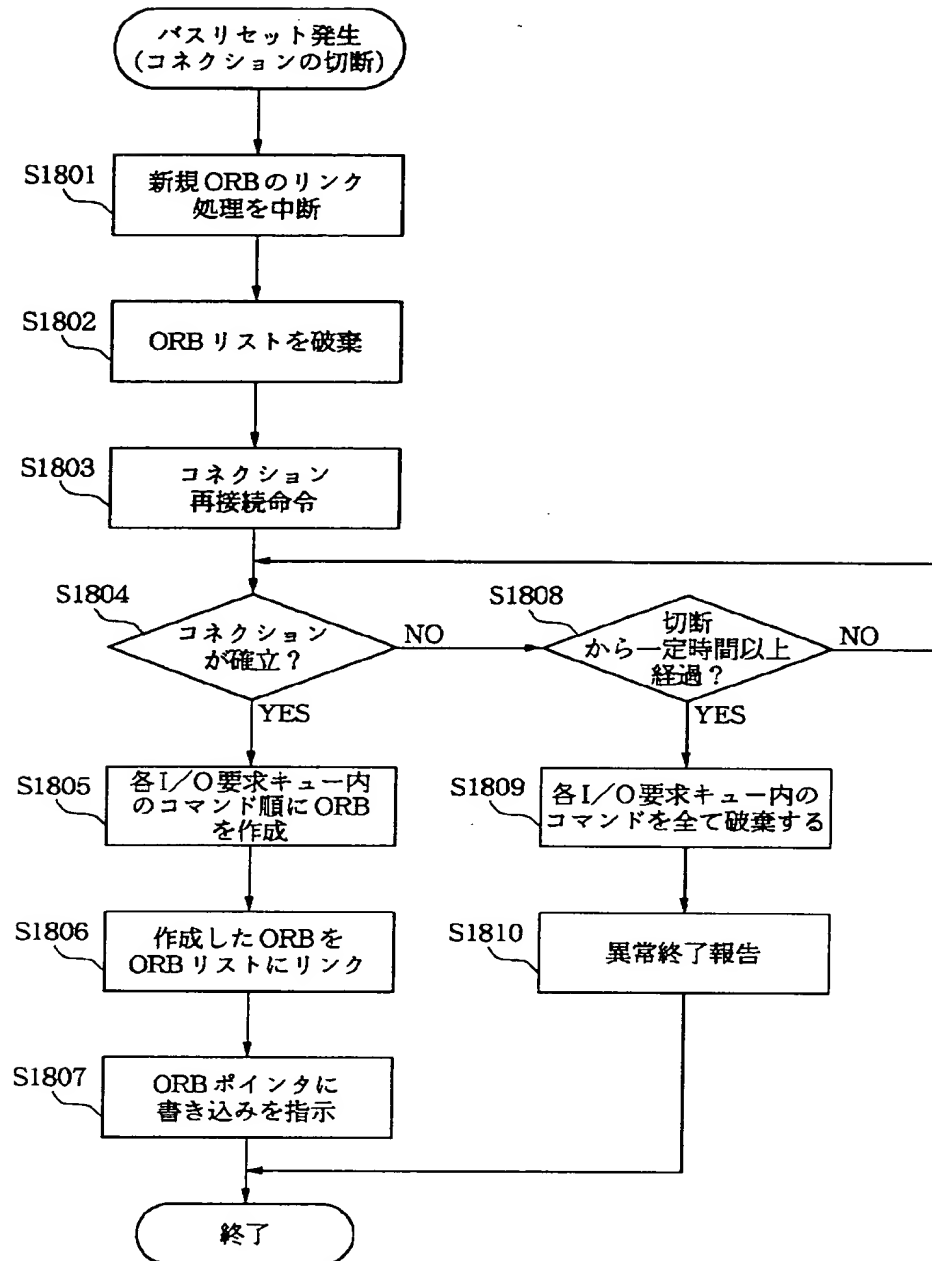 バスリセット発生
(コネクションの切断)
S1801
新規ORBのリンク
処理を中断
S1802
ORBリストを破棄
S1803
コネクション
再接続命令
S1804
コネクション
が確立?
NO
YES
S1808
切断
から一定時間以上
経過?
NO
YES
S1805
各I/O要求キュー内
のコマンド順にORB
を作成
S1809
各I/O要求キュー内の
コマンドを全て破棄する
S1806
作成したORBを
ORBリストにリンク
S1810
異常終了報告
S1807
ORBポインタに
書き込みを指示
終了